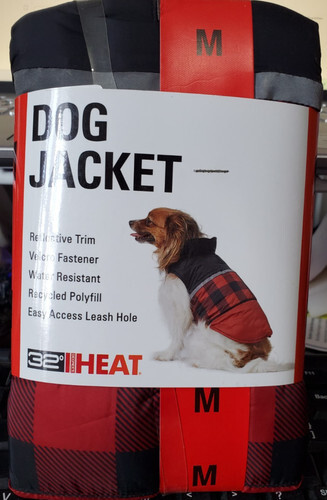 M
DOG
JACKET
Reflective Trim
Velcro Fastener
Water Resistant
Recycled Polyfill
Easy Access Leash Hole
32° HEAT
M
M